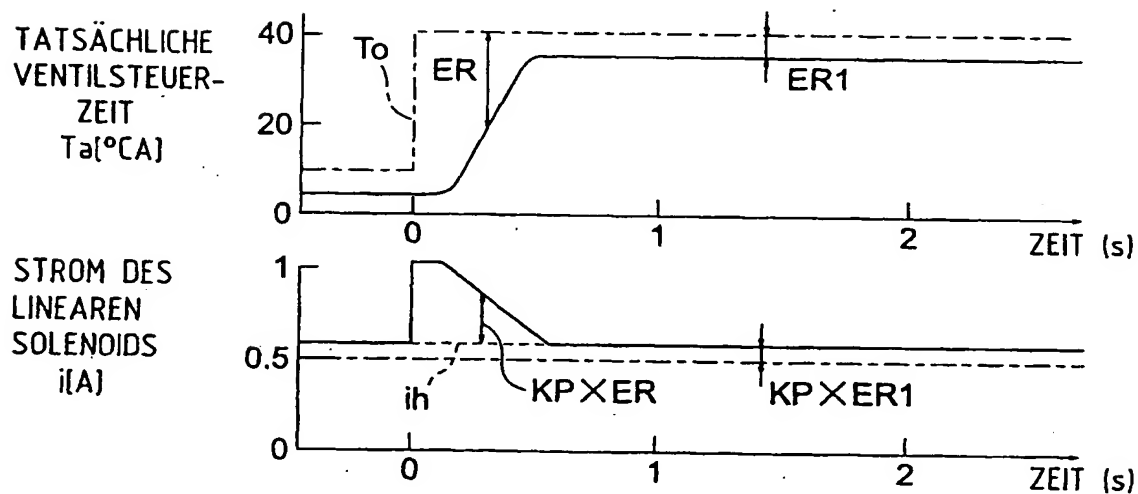 TATSÄCHLICHE
VENTILSTEUER-
ZEIT
Ta[°CA]
40
20
0
To
ER
ER1
0
1
2
ZEIT (s)
STROM DES
LINEAREN
SOLENOIDS
i[A]
1
0.5
0
ih
KP×ER
KP×ER1
0
1
2
ZEIT (s)